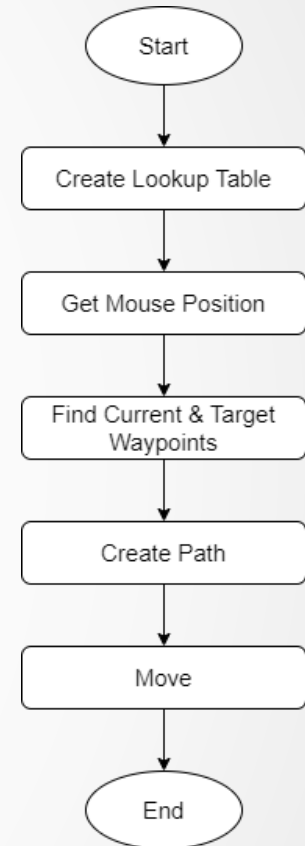 Start
Create Lookup Table
Get Mouse Position
Find Current & Target
Waypoints
Create Path
Move
End